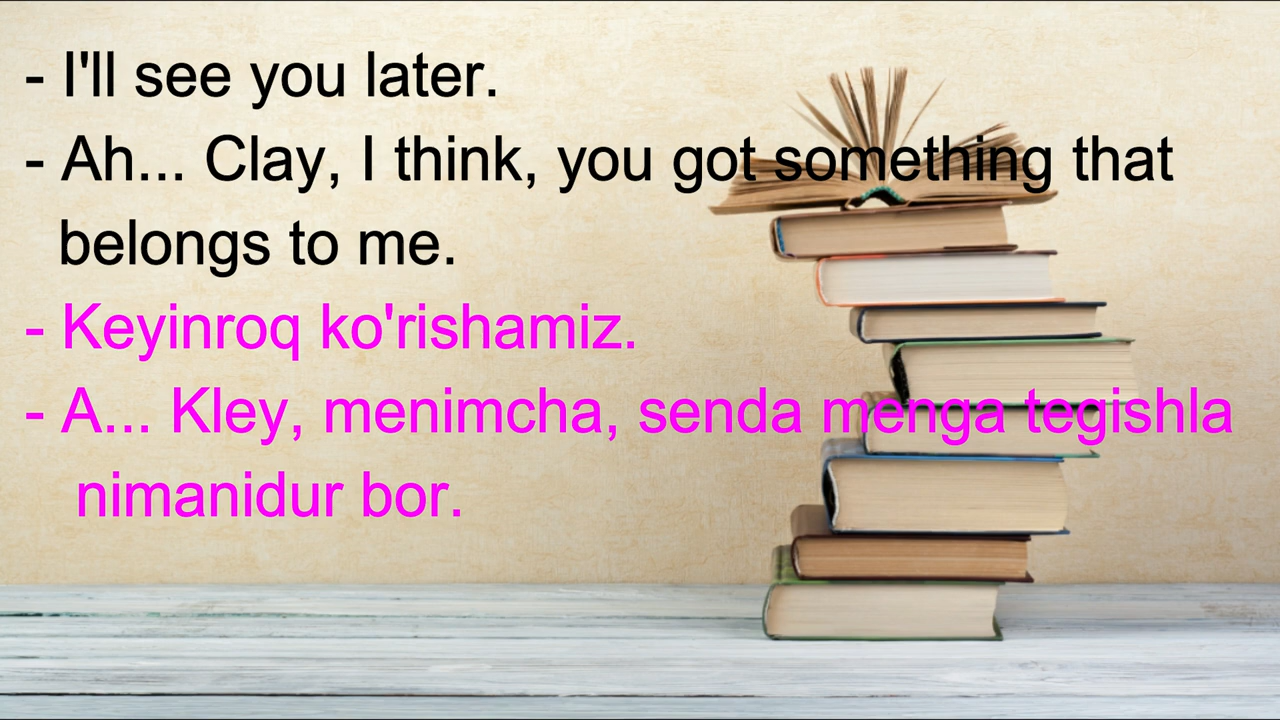 - I'll see you later.
- Ah... Clay, I think, you got something that
belongs to me.
- Keyinroq ko'rishamiz.
- A... Kley, menimcha, senda menga tegishla
nimanidur bor.